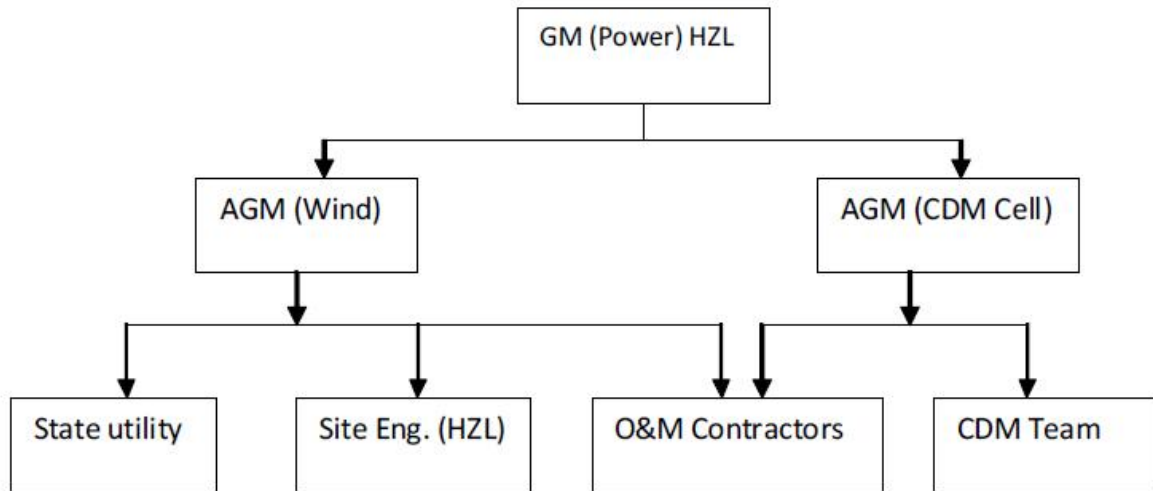 GM (Power) HZL
AGM (Wind)
AGM (CDM Cell)
State utility
Site Eng. (HZL)
O&M Contractors
CDM Team